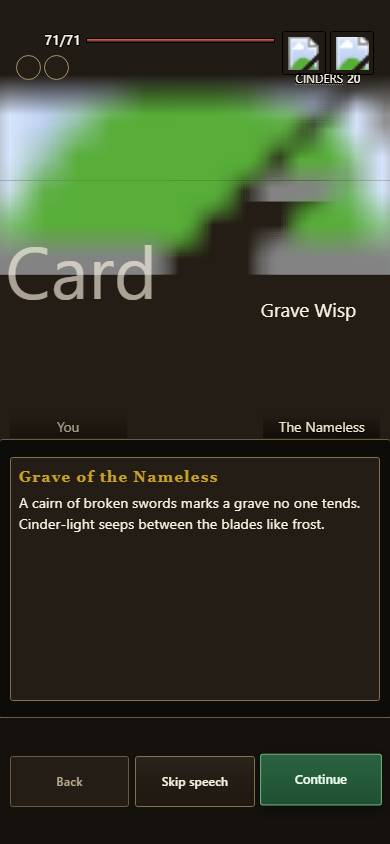 71/71
CINDERS 20
Card
Grave Wisp
You
The Nameless
Grave of the Nameless
A cairn of broken swords marks a grave no one tends.
Cinder-light seeps between the blades like frost.
Back
Skip speech
Continue